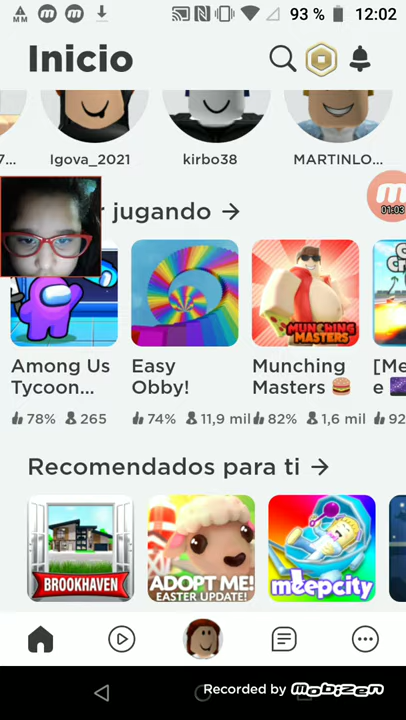 MM
93 %
12:02
Inicio
7...
Igova_2021
kirbo38
MARTINLO...
01:03
r jugando →
Among Us
Tycoon...
78% 265
Easy
Obby!
74% 11,9 mil
MUNCHING
MASTERS
Munching
Masters 🍔
82% 1,6 mil
[Me
e
92
Recomendados para ti →
BROOKHAVEN
ADOPT ME!
EASTER UPDATE!
meepcity
Recorded by MOBIZEN